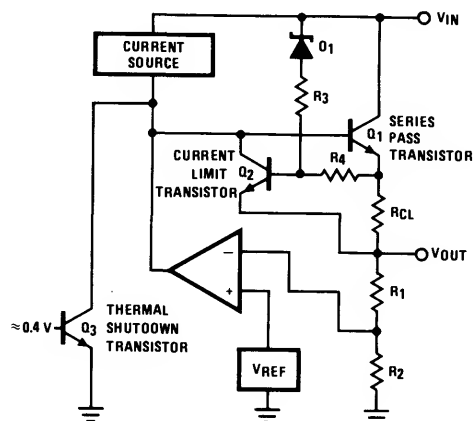 VIN
CURRENT
SOURCE
D1
R3
SERIES
PASS
TRANSISTOR
Q1
CURRENT
LIMIT
TRANSISTOR
Q2
R4
RCL
VOUT
−
+
R1
≈0.4 V
Q3
THERMAL
SHUTDOWN
TRANSISTOR
VREF
R2